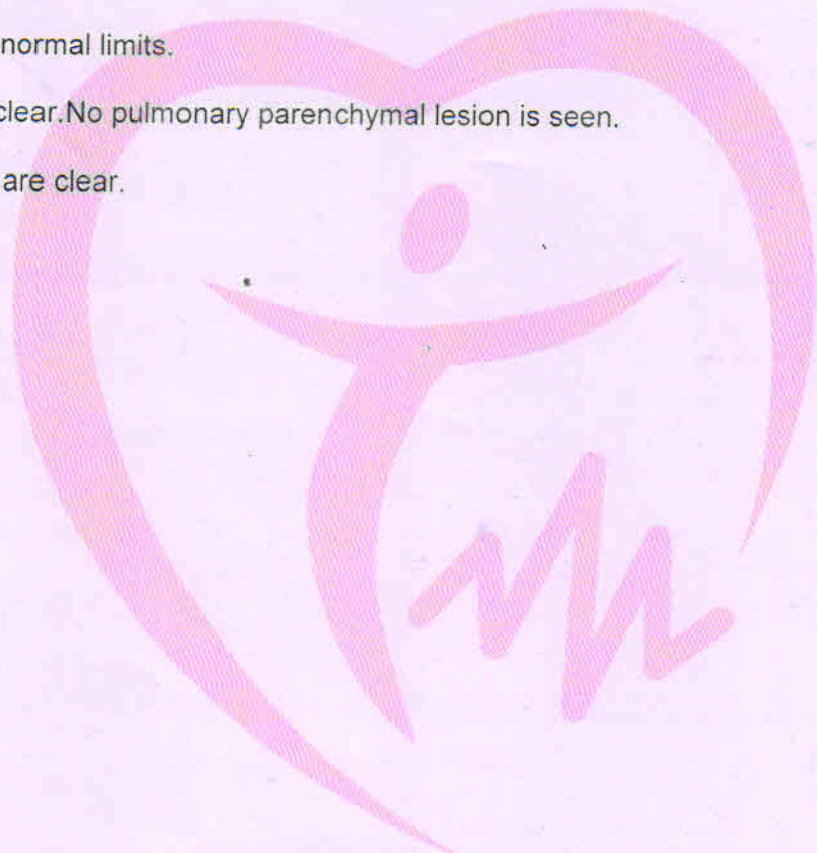 normal limits.
clear.No pulmonary parenchymal lesion is seen.
are clear.